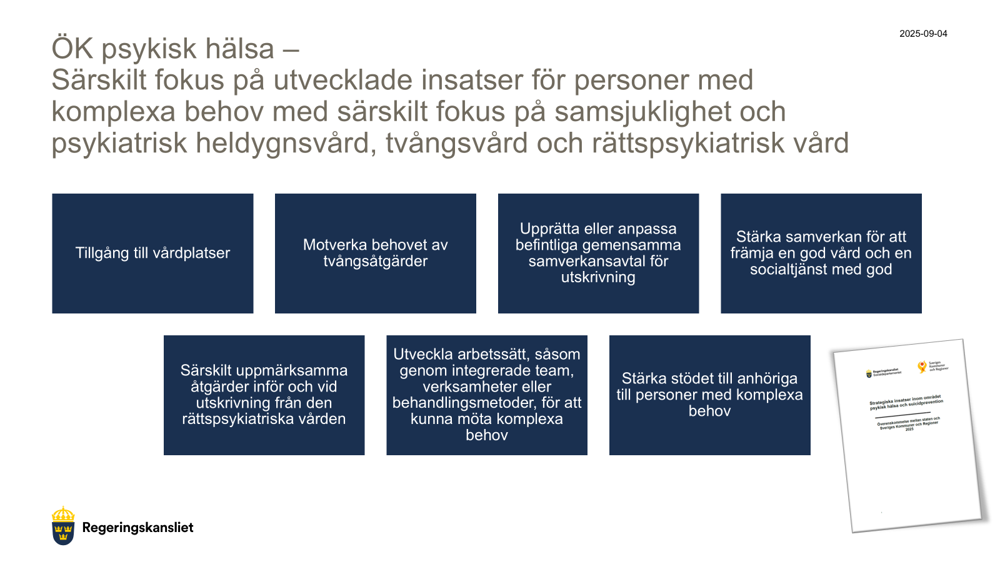 2025-09-04
ÖK psykisk hälsa –
Särskilt fokus på utvecklade insatser för personer med
komplexa behov med särskilt fokus på samsjuklighet och
psykiatrisk heldygnsvård, tvångsvård och rättspsykiatrisk vård
Tillgång till vårdplatser
Motverka behovet av
tvångsåtgärder
Upprätta eller anpassa
befintliga gemensamma
samverkansavtal för
utskrivning
Stärka samverkan för att
främja en god vård och en
socialtjänst med god
Särskilt uppmärksamma
åtgärder inför och vid
utskrivning från den
rättspsykiatriska vården
Utveckla arbetssätt, såsom
genom integrerade team,
verksamheter eller
behandlingsmetoder, för att
kunna möta komplexa
behov
Stärka stödet till anhöriga
till personer med komplexa
behov
Regeringskansliet
Socialdepartementet
Sveriges
Kommuner
och Regioner
Strategiska insatser inom området
psykisk hälsa och suicidprevention
Överenskommelse mellan staten och
Sveriges Kommuner och Regioner
2025
Regeringskansliet